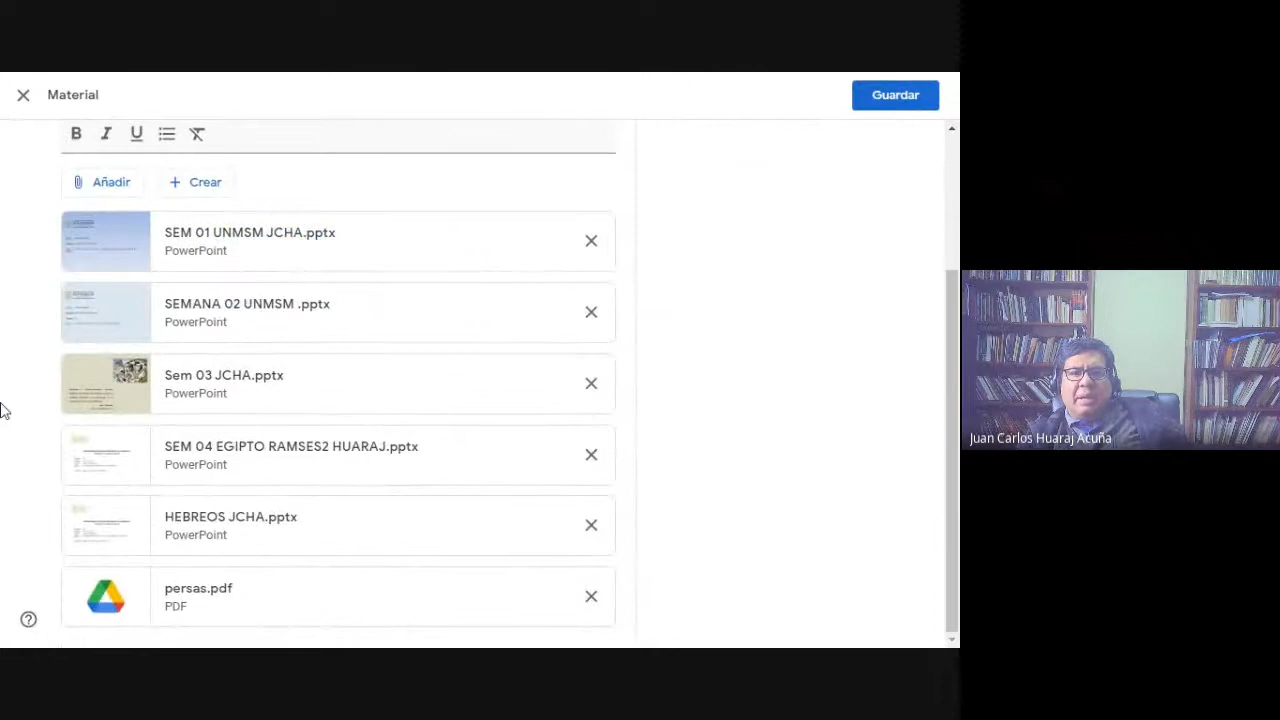 Material
Guardar
B I U
Añadir
Crear
SEM 01 UNMSM JCHA.pptx
PowerPoint
SEMANA 02 UNMSM .pptx
PowerPoint
Sem 03 JCHA.pptx
PowerPoint
SEM 04 EGIPTO RAMSES2 HUARAJ.pptx
PowerPoint
HEBREOS JCHA.pptx
PowerPoint
persas.pdf
PDF
Juan Carlos Huaraj Acuña